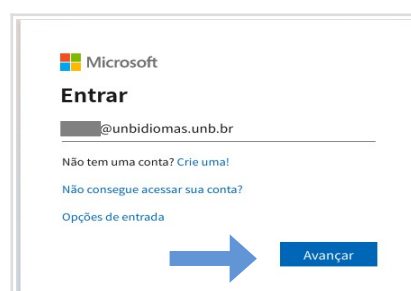 Microsoft
Entrar
@unbidiomas.unb.br
Não tem uma conta? Crie uma!
Não consegue acessar sua conta?
Opções de entrada
Avançar